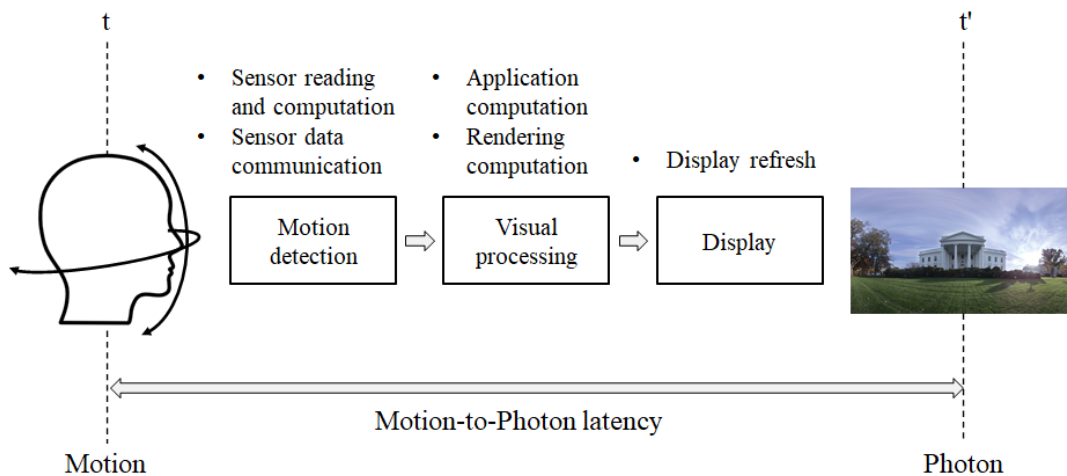 t
t'
• Sensor reading
and computation
• Sensor data
communication
• Application
computation
• Rendering
computation
• Display refresh
Motion
detection
Visual
processing
Display
Motion-to-Photon latency
Motion
Photon